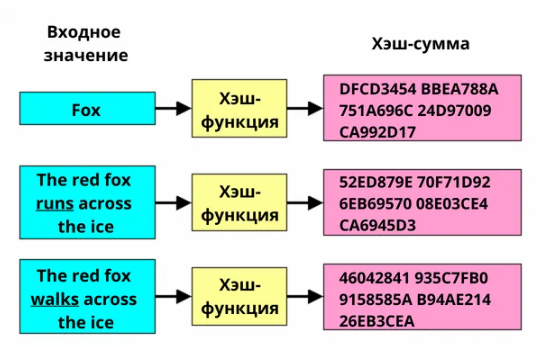 Входное
значение
Хэш-сумма
Fox
Хэш-
функция
DFCD3454 BBEA788A
751A696C 24D97009
CA992D17
The red fox
runs across
the ice
Хэш-
функция
52ED879E 70F71D92
6EB69570 08E03CE4
CA6945D3
The red fox
walks across
the ice
Хэш-
функция
46042841 935C7FB0
9158585A B94AE214
26EB3CEA